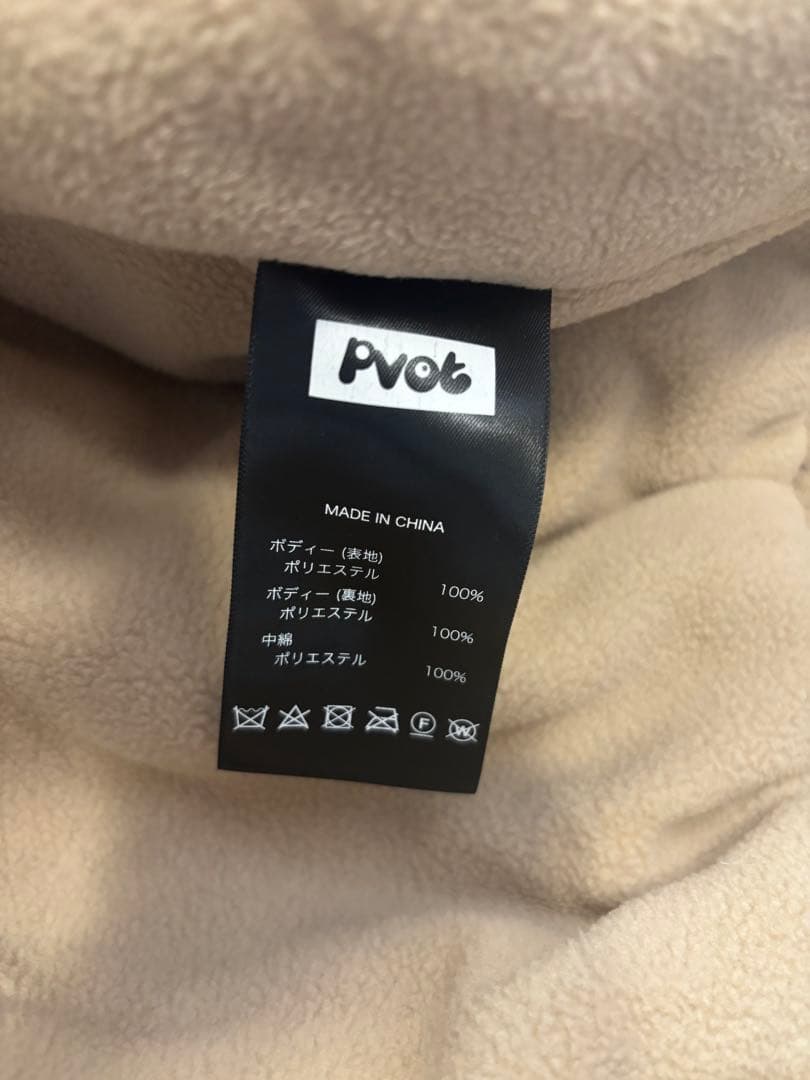 Pvot
MADE IN CHINA
ボディー (表地)
ポリエステル 100%
ボディー (裏地)
ポリエステル 100%
中綿
ポリエステル 100%
F W